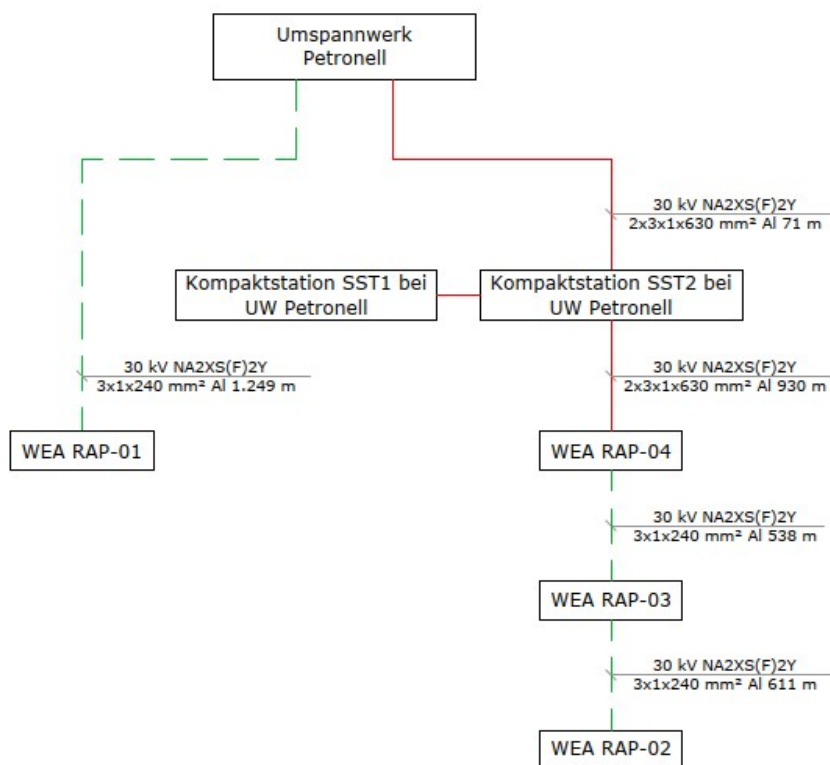 Umspannwerk
Petronell
30 kV NA2XS(F)2Y
2x3x1x630 mm² Al 71 m
Kompaktstation SST1 bei
UW Petronell
Kompaktstation SST2 bei
UW Petronell
30 kV NA2XS(F)2Y
3x1x240 mm² Al 1.249 m
30 kV NA2XS(F)2Y
2x3x1x630 mm² Al 930 m
WEA RAP-01
WEA RAP-04
30 kV NA2XS(F)2Y
3x1x240 mm² Al 538 m
WEA RAP-03
30 kV NA2XS(F)2Y
3x1x240 mm² Al 611 m
WEA RAP-02